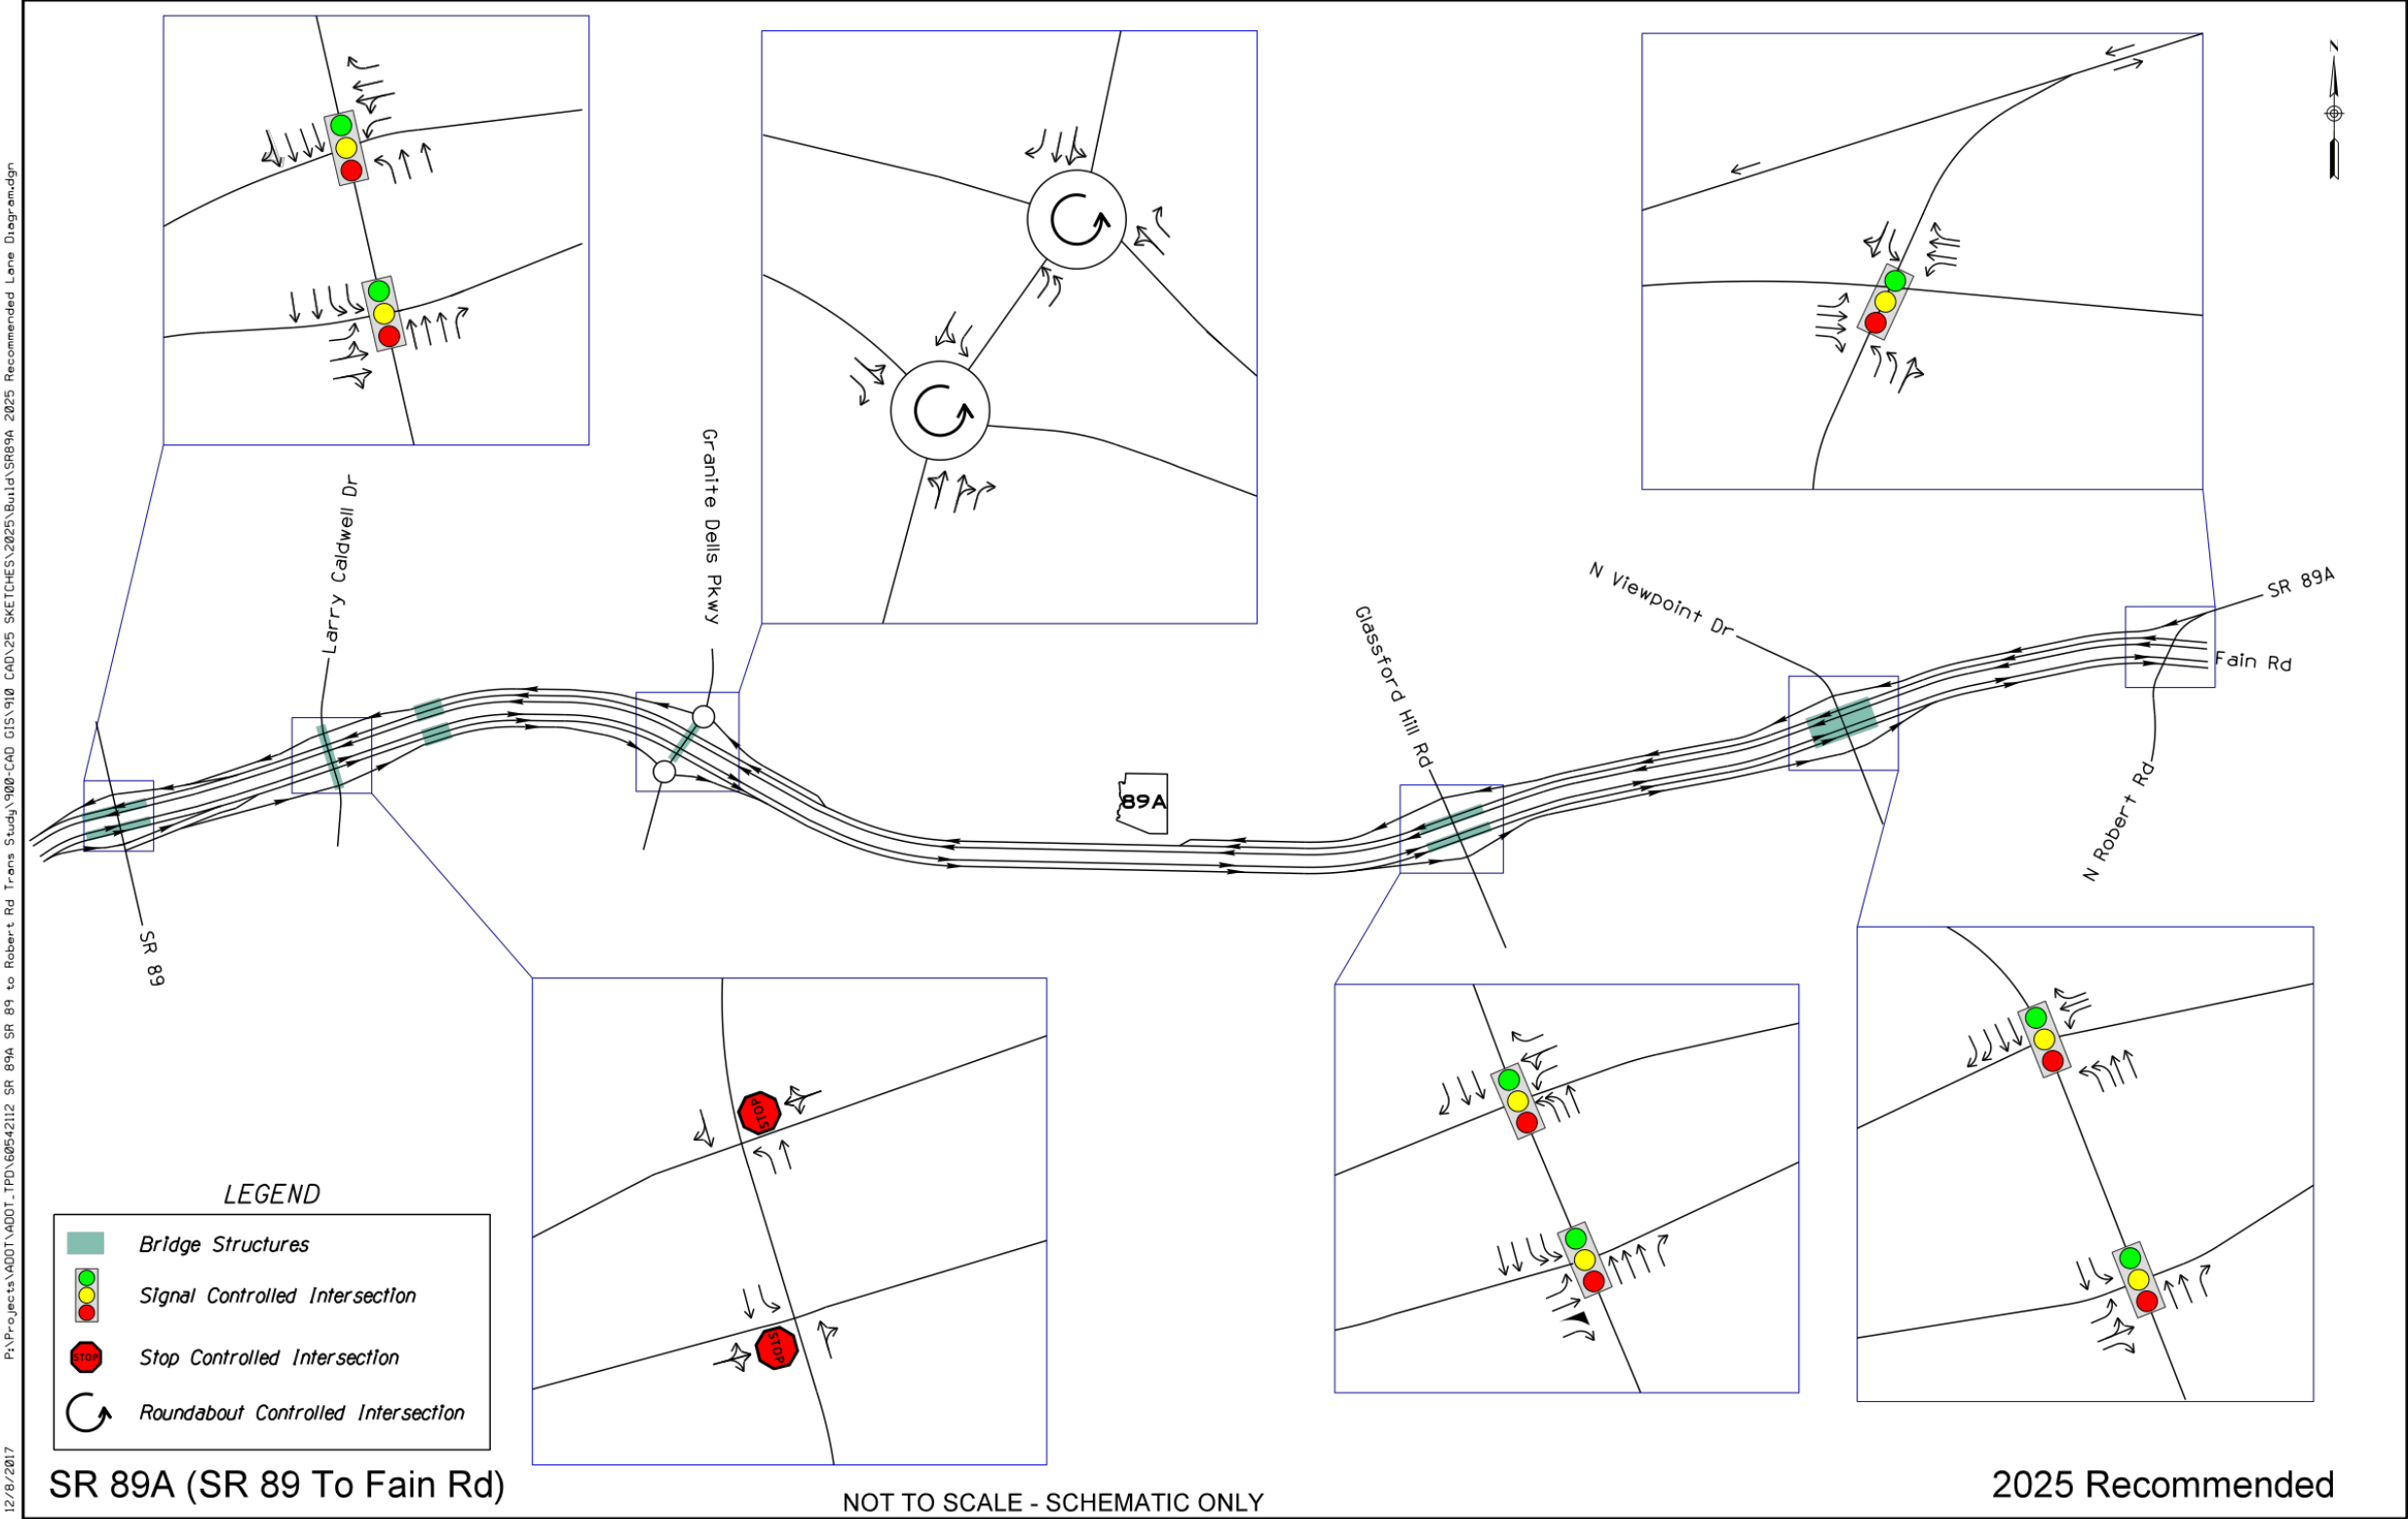 P:\Projects\ADOT\ADOT_TPD\60542112 SR 89A SR 89 to Robert Rd Trans Study\900-CAD GIS\910 CAD\25 SKETCHES\2025\Build\SR89A 2025 Recommended Lane Diagram.dgn
12/8/2017
N
Larry Caldwell Dr
Granite Dells Pkwy
Glassford Hill Rd
N Viewpoint Dr
SR 89A
Fain Rd
N Robert Rd
89A
SR 89
STOP
STOP
LEGEND
Bridge Structures
Signal Controlled Intersection
STOP
Stop Controlled Intersection
Roundabout Controlled Intersection
SR 89A (SR 89 To Fain Rd)
NOT TO SCALE - SCHEMATIC ONLY
2025 Recommended